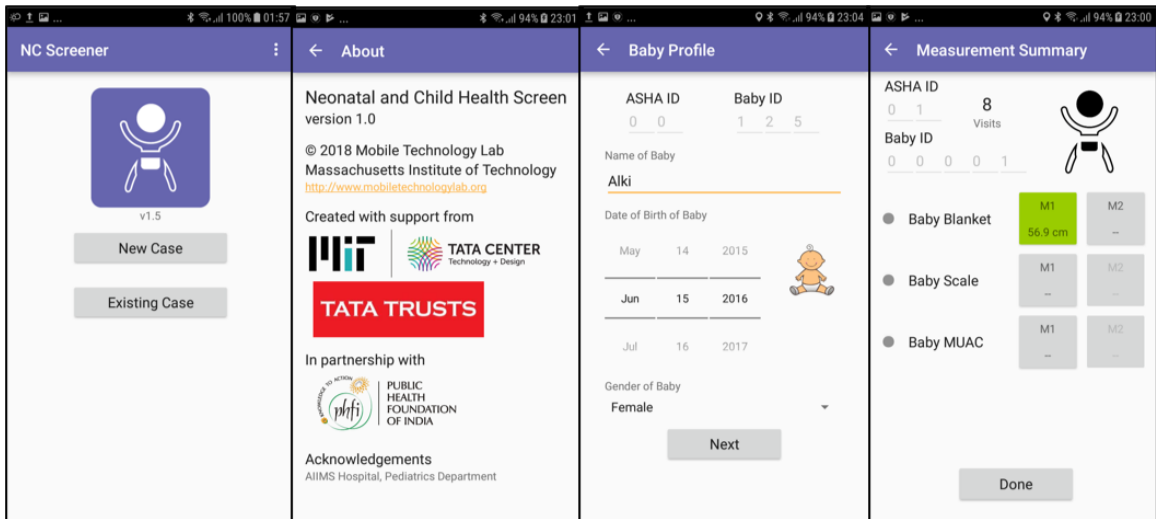 ... 100% 01:57
NC Screener
v1.5
New Case
Existing Case
... 94% 23:01
About
Neonatal and Child Health Screen
version 1.0
© 2018 Mobile Technology Lab
Massachusetts Institute of Technology
http://www.mobiletechnologylab.org
Created with support from
MIT
TATA CENTER
Technology + Design
TATA TRUSTS
In partnership with
KNOWLEDGE TO ACTION
phfi
PUBLIC
HEALTH
FOUNDATION
OF INDIA
Acknowledgements
AIIMS Hospital, Pediatrics Department
... 94% 23:04
Baby Profile
ASHA ID Baby ID
0 0 1 2 5
Name of Baby
Alki
Date of Birth of Baby
May 14 2015
Jun 15 2016
Jul 16 2017
Gender of Baby
Female
Next
... 94% 23:00
Measurement Summary
ASHA ID
0 1
8
Visits
Baby ID
0 0 0 0 1
Baby Blanket
M1
56.9 cm
M2
--
Baby Scale
M1
--
M2
--
Baby MUAC
M1
--
M2
--
Done